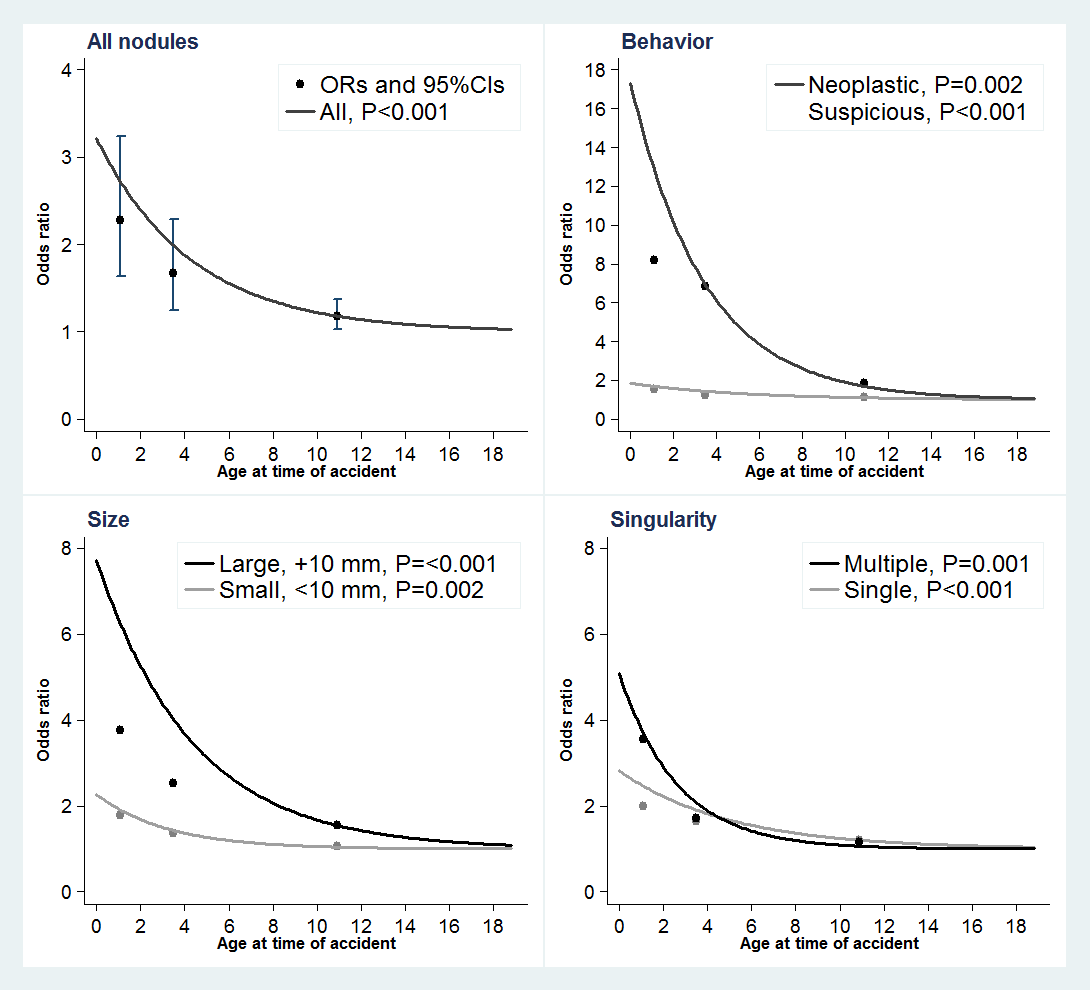 All nodules
4
3
2
1
0
Odds ratio
ORs and 95%CIs
All, P<0.001
0 2 4 6 8 10 12 14 16 18
Age at time of accident
Behavior
18
16
14
12
10
8
6
4
2
0
Odds ratio
Neoplastic, P=0.002
Suspicious, P<0.001
0 2 4 6 8 10 12 14 16 18
Age at time of accident
Size
8
6
4
2
0
Odds ratio
Large, +10 mm, P=<0.001
Small, <10 mm, P=0.002
0 2 4 6 8 10 12 14 16 18
Age at time of accident
Singularity
8
6
4
2
0
Odds ratio
Multiple, P=0.001
Single, P<0.001
0 2 4 6 8 10 12 14 16 18
Age at time of accident